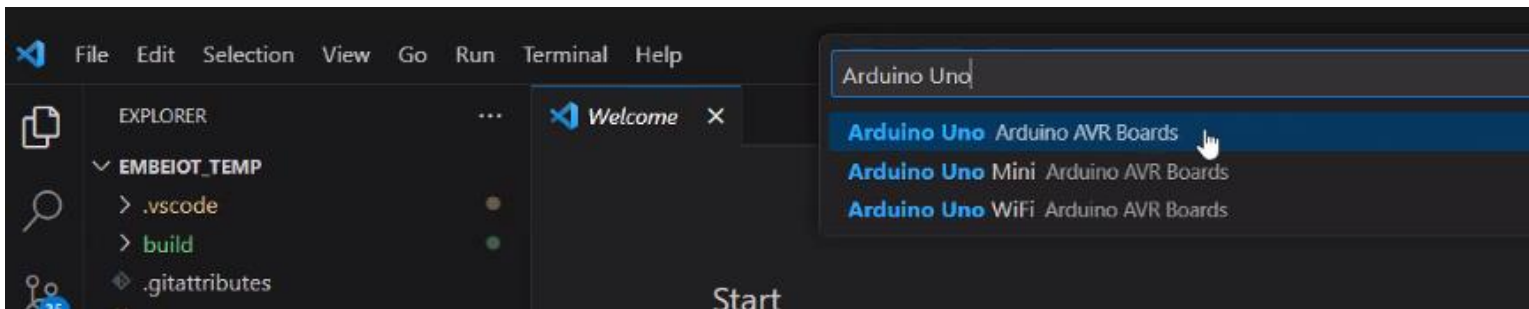 File Edit Selection View Go Run Terminal Help
Arduino Uno
EXPLORER
Welcome
Arduino Uno Arduino AVR Boards
EMBEIOT_TEMP
Arduino Uno Mini Arduino AVR Boards
.vscode
Arduino Uno WiFi Arduino AVR Boards
build
.gitattributes
Start